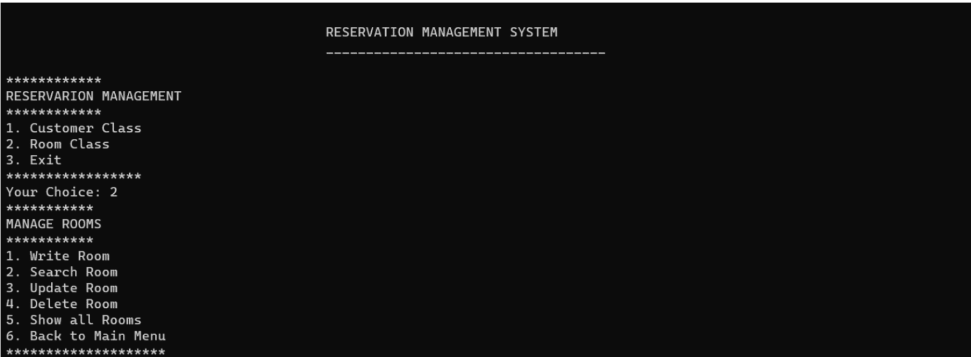 RESERVATION MANAGEMENT SYSTEM
-----------------------------------
************
RESERVARION MANAGEMENT
************
1. Customer Class
2. Room Class
3. Exit
*****************
Your Choice: 2
***********
MANAGE ROOMS
***********
1. Write Room
2. Search Room
3. Update Room
4. Delete Room
5. Show all Rooms
6. Back to Main Menu
********************